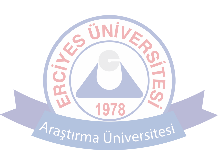 ERCİYES ÜNİVERSİTESİ
1978
Araştırma Üniversitesi